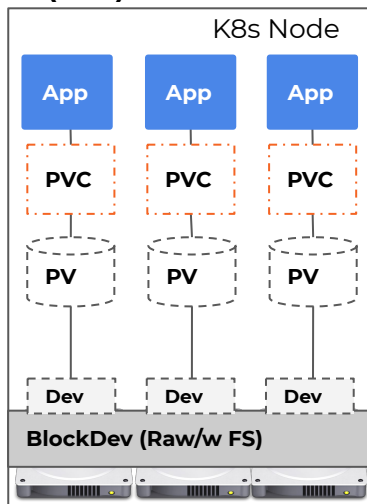 K8s Node
App App App
PVC PVC PVC
PV PV PV
Dev Dev Dev
BlockDev (Raw/w FS)